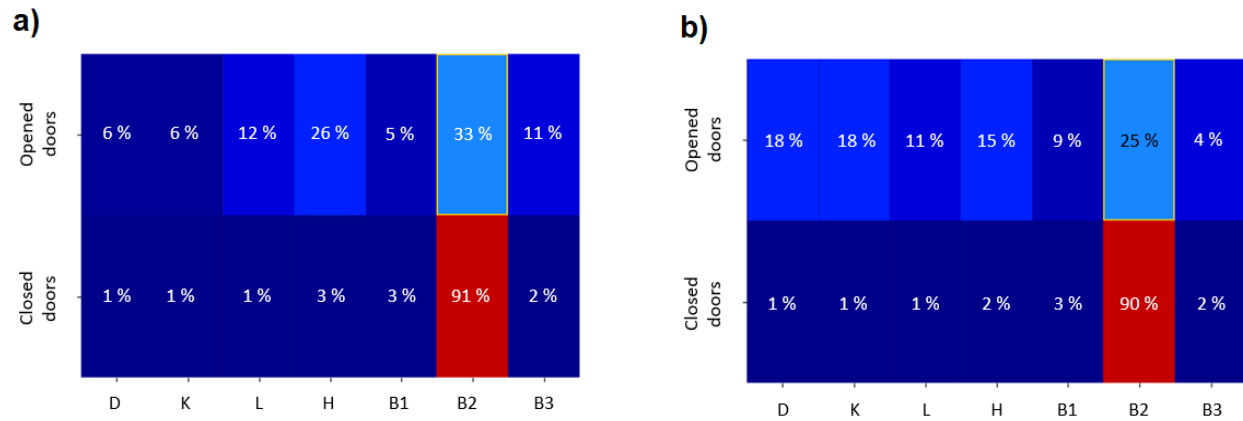 a)
Opened
doors
6 % 6 % 12 % 26 % 5 % 33 % 11 %
Closed
doors
1 % 1 % 1 % 3 % 3 % 91 % 2 %
D K L H B1 B2 B3
b)
Opened
doors
18 % 18 % 11 % 15 % 9 % 25 % 4 %
Closed
doors
1 % 1 % 1 % 2 % 3 % 90 % 2 %
D K L H B1 B2 B3